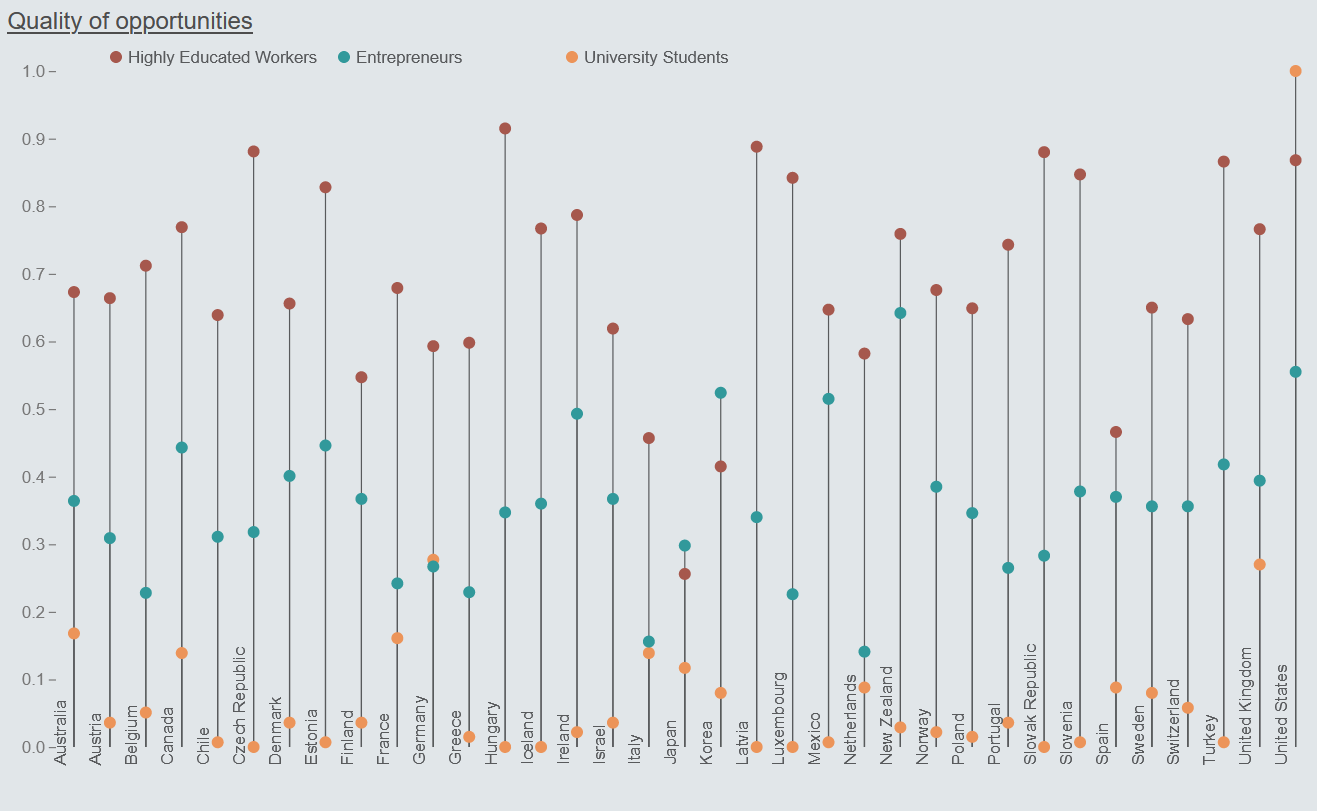 Quality of opportunities
Highly Educated Workers
Entrepreneurs
University Students
1.0
0.9
0.8
0.7
0.6
0.5
0.4
0.3
0.2
0.1
0.0
Australia
Austria
Belgium
Canada
Chile
Czech Republic
Denmark
Estonia
Finland
France
Germany
Greece
Hungary
Iceland
Ireland
Israel
Italy
Japan
Korea
Latvia
Luxembourg
Mexico
Netherlands
New Zealand
Norway
Poland
Portugal
Slovak Republic
Slovenia
Spain
Sweden
Switzerland
Turkey
United Kingdom
United States